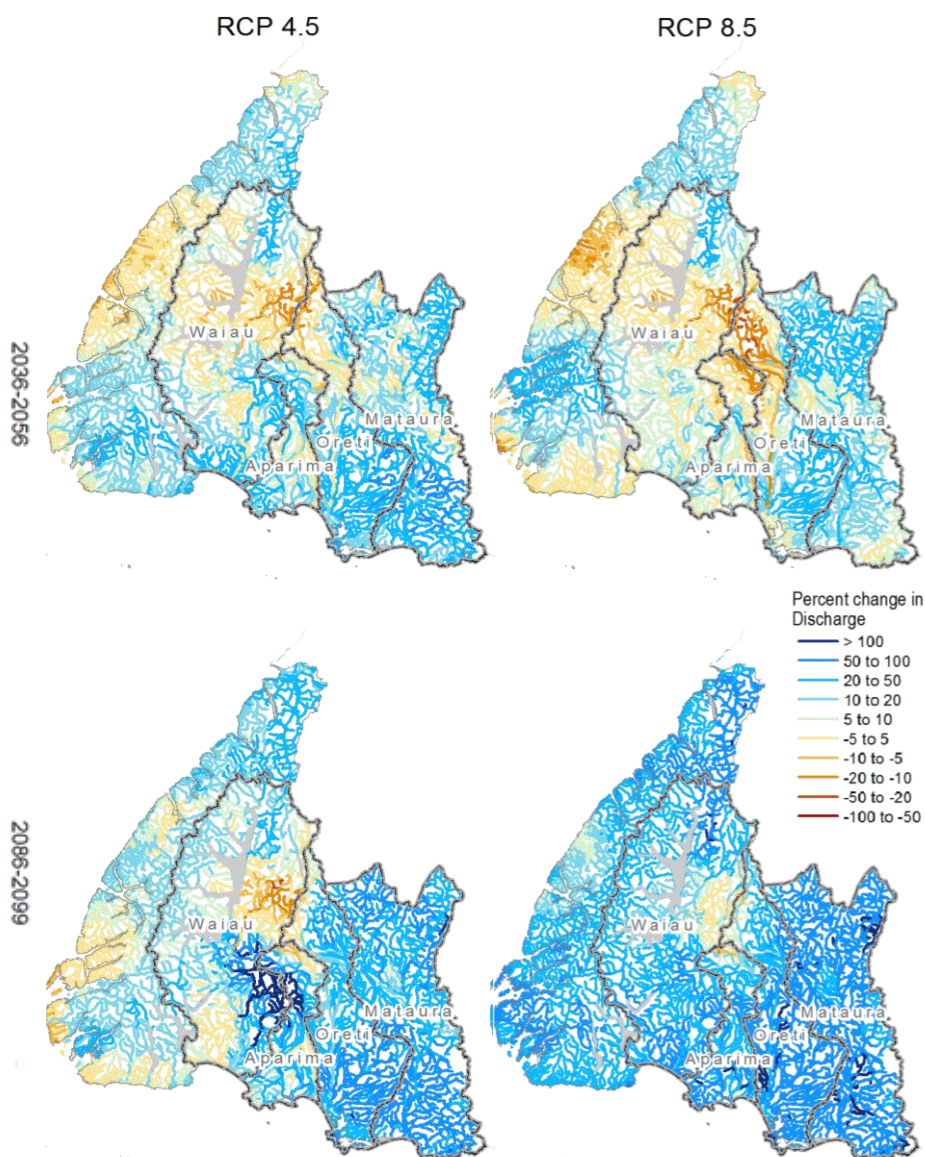 RCP 4.5
RCP 8.5
2036-2056
Waiau
Mataura
Oreti
Aparima
Waiau
Mataura
Oreti
Aparima
Percent change in
Discharge
> 100
50 to 100
20 to 50
10 to 20
5 to 10
-5 to 5
-10 to -5
-20 to -10
-50 to -20
-100 to -50
2086-2099
Waiau
Mataura
Oreti
Aparima
Waiau
Mataura
Oreti
Aparima